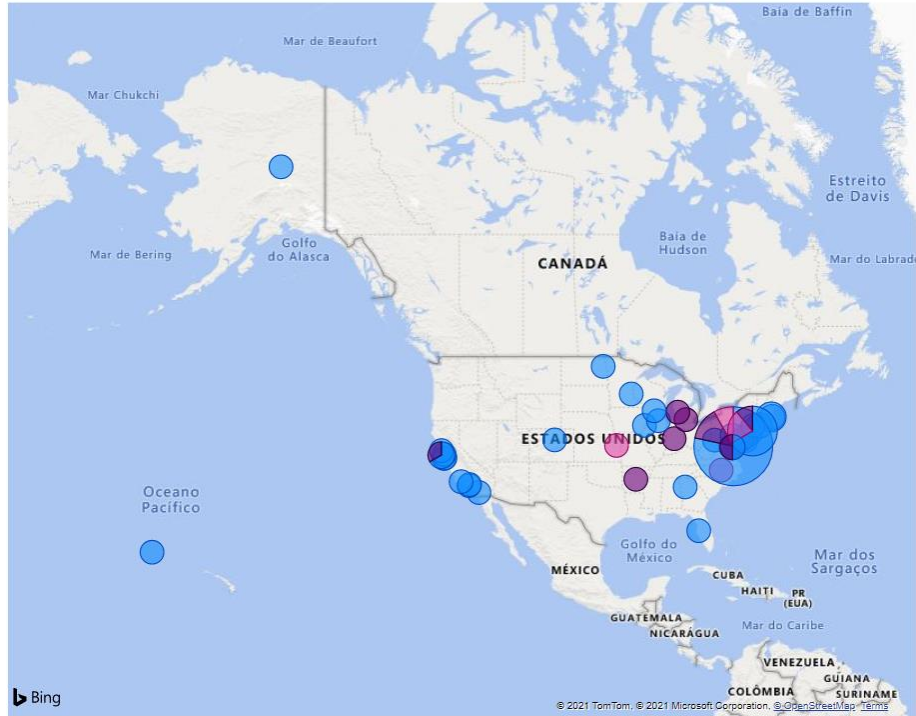 Baía de Baffin
Mar de Beaufort
Mar Chukchi
Estreito
de Davis
Golfo
do Alasca
Baía de
Hudson
Mar de Bering
Mar do Labrado
CANADÁ
ESTADOS UNIDOS
Oceano
Pacífico
Golfo do
México
Mar dos
Sargaços
MÉXICO
CUBA
HAITI
PR
(EUA)
GUATEMALA
Mar do Caribe
NICARÁGUA
VENEZUELA
GUIANA
COLÔMBIA
SURINAME
Bing
© 2021 TomTom, © 2021 Microsoft Corporation, © OpenStreetMap Terms